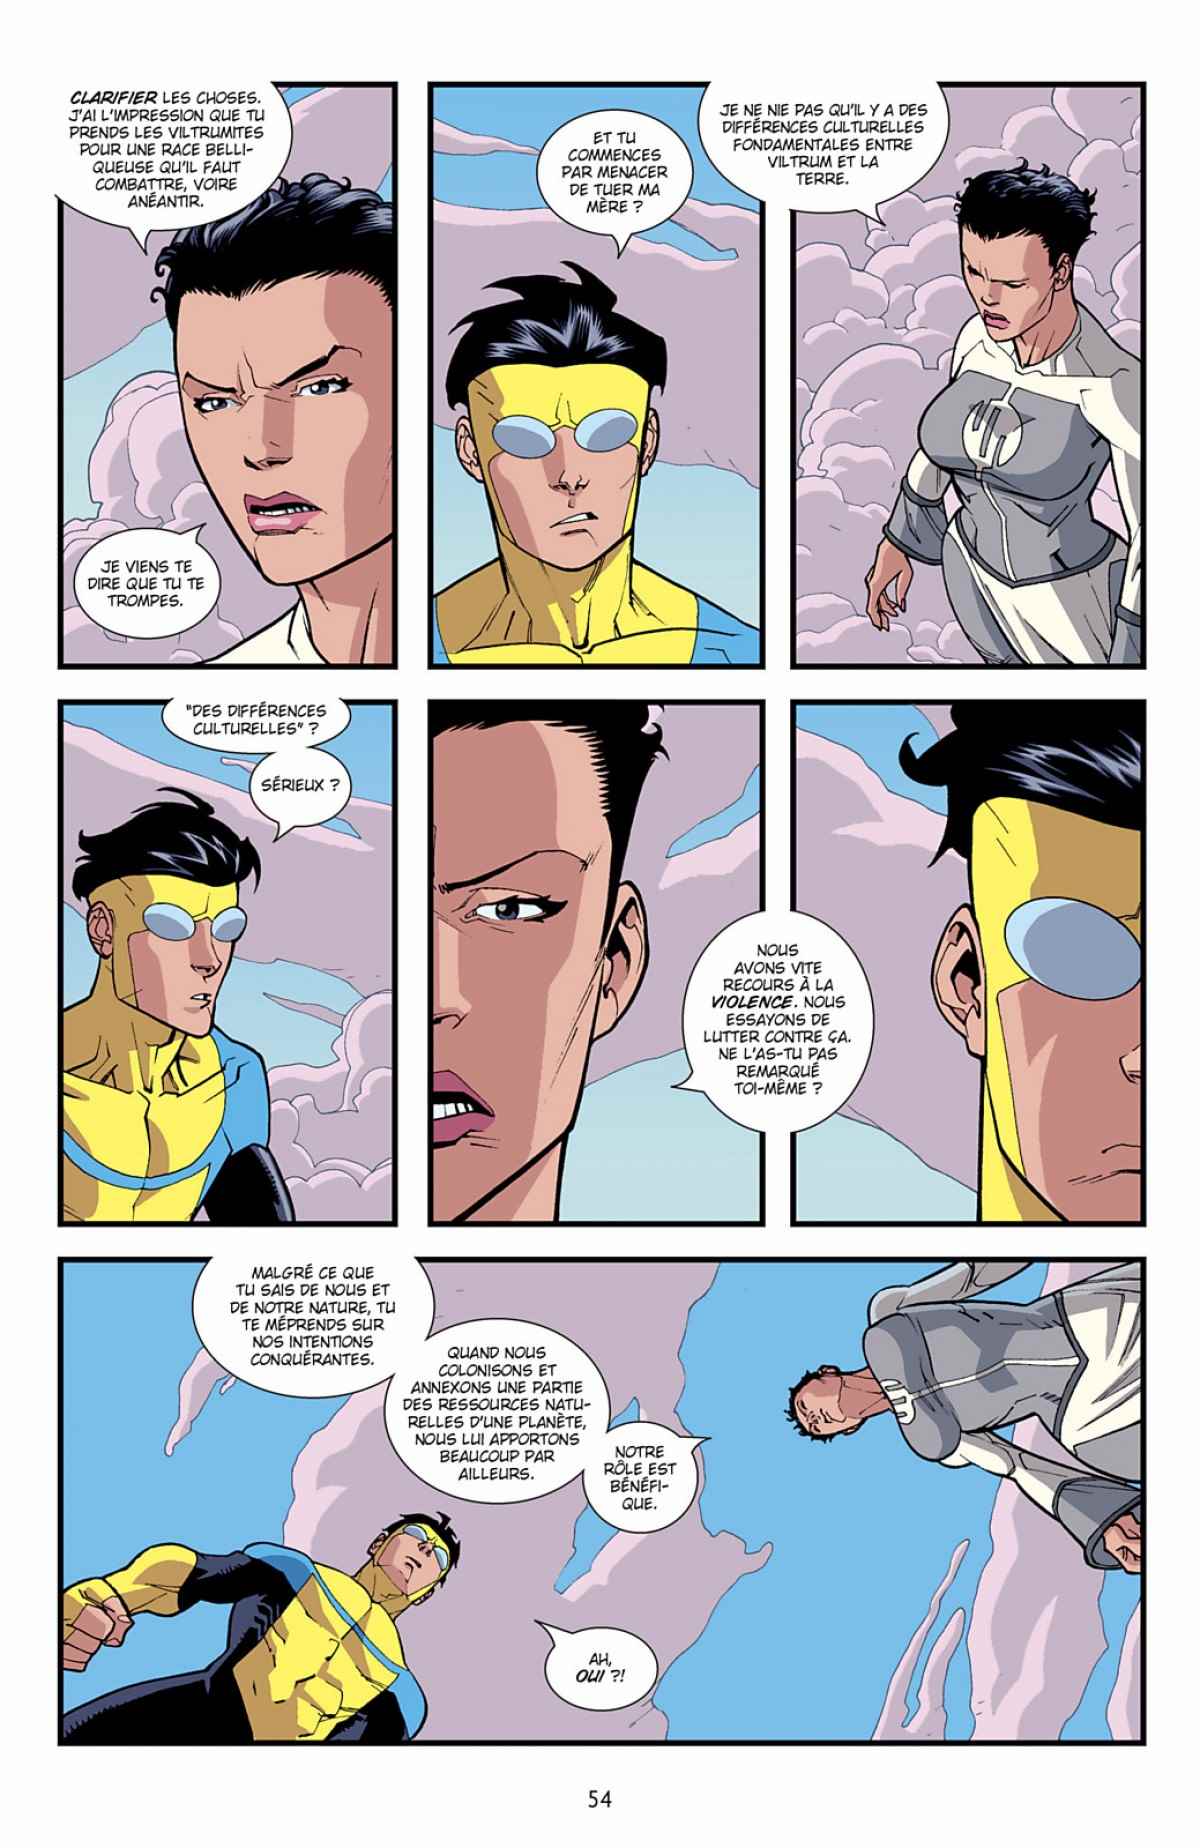 CLARIFIER LES CHOSES.
J'AI L'IMPRESSION QUE TU
PRENDS LES VILTRUMITES
POUR UNE RACE BELLI-
QUEUSE QU'IL FAUT
COMBATTRE, VOIRE
ANÉANTIR.
JE VIENS TE
DIRE QUE TU TE
TROMPES.
ET TU
COMMENCES
PAR MENACER
DE TUER MA
MÈRE ?
JE NE NIE PAS QU'IL Y A DES
DIFFÉRENCES CULTURELLES
FONDAMENTALES ENTRE
VILTRUM ET LA
TERRE.
"DES DIFFÉRENCES
CULTURELLES" ?
SÉRIEUX ?
NOUS
AVONS VITE
RECOURS À LA
VIOLENCE. NOUS
ESSAYONS DE
LUTTER CONTRE ÇA.
NE L'AS-TU PAS
REMARQUÉ
TOI-MÊME ?
MALGRÉ CE QUE
TU SAIS DE NOUS ET
DE NOTRE NATURE, TU
TE MÉPRENDS SUR
NOS INTENTIONS
CONQUÉRANTES.
QUAND NOUS
COLONISONS ET
ANNEXONS UNE PARTIE
DES RESSOURCES NATU-
RELLES D'UNE PLANÈTE,
NOUS LUI APPORTONS
BEAUCOUP PAR
AILLEURS.
NOTRE
RÔLE EST
BÉNÉFI-
QUE.
AH,
OUI ?!
54